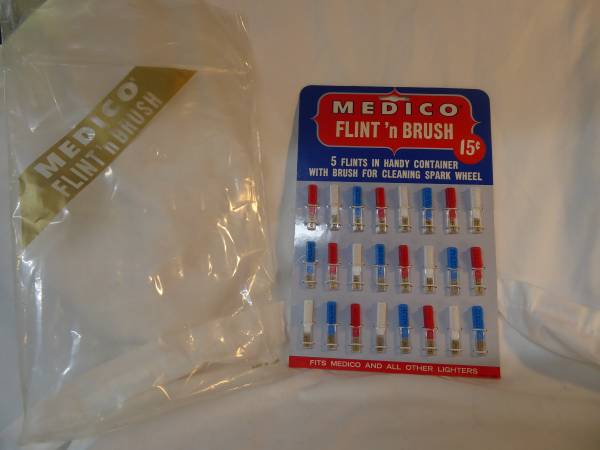 MEDICO
FLINT 'n BRUSH
MEDICO
FLINT 'n BRUSH
15¢
5 FLINTS IN HANDY CONTAINER
WITH BRUSH FOR CLEANING SPARK WHEEL
FITS MEDICO AND ALL OTHER LIGHTERS